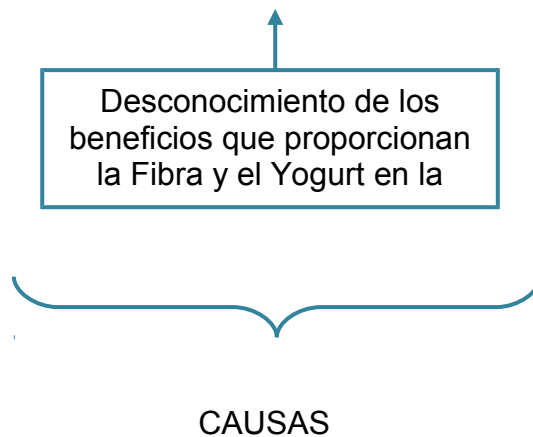 Desconocimiento de los
beneficios que proporcionan
la Fibra y el Yogurt en la
CAUSAS